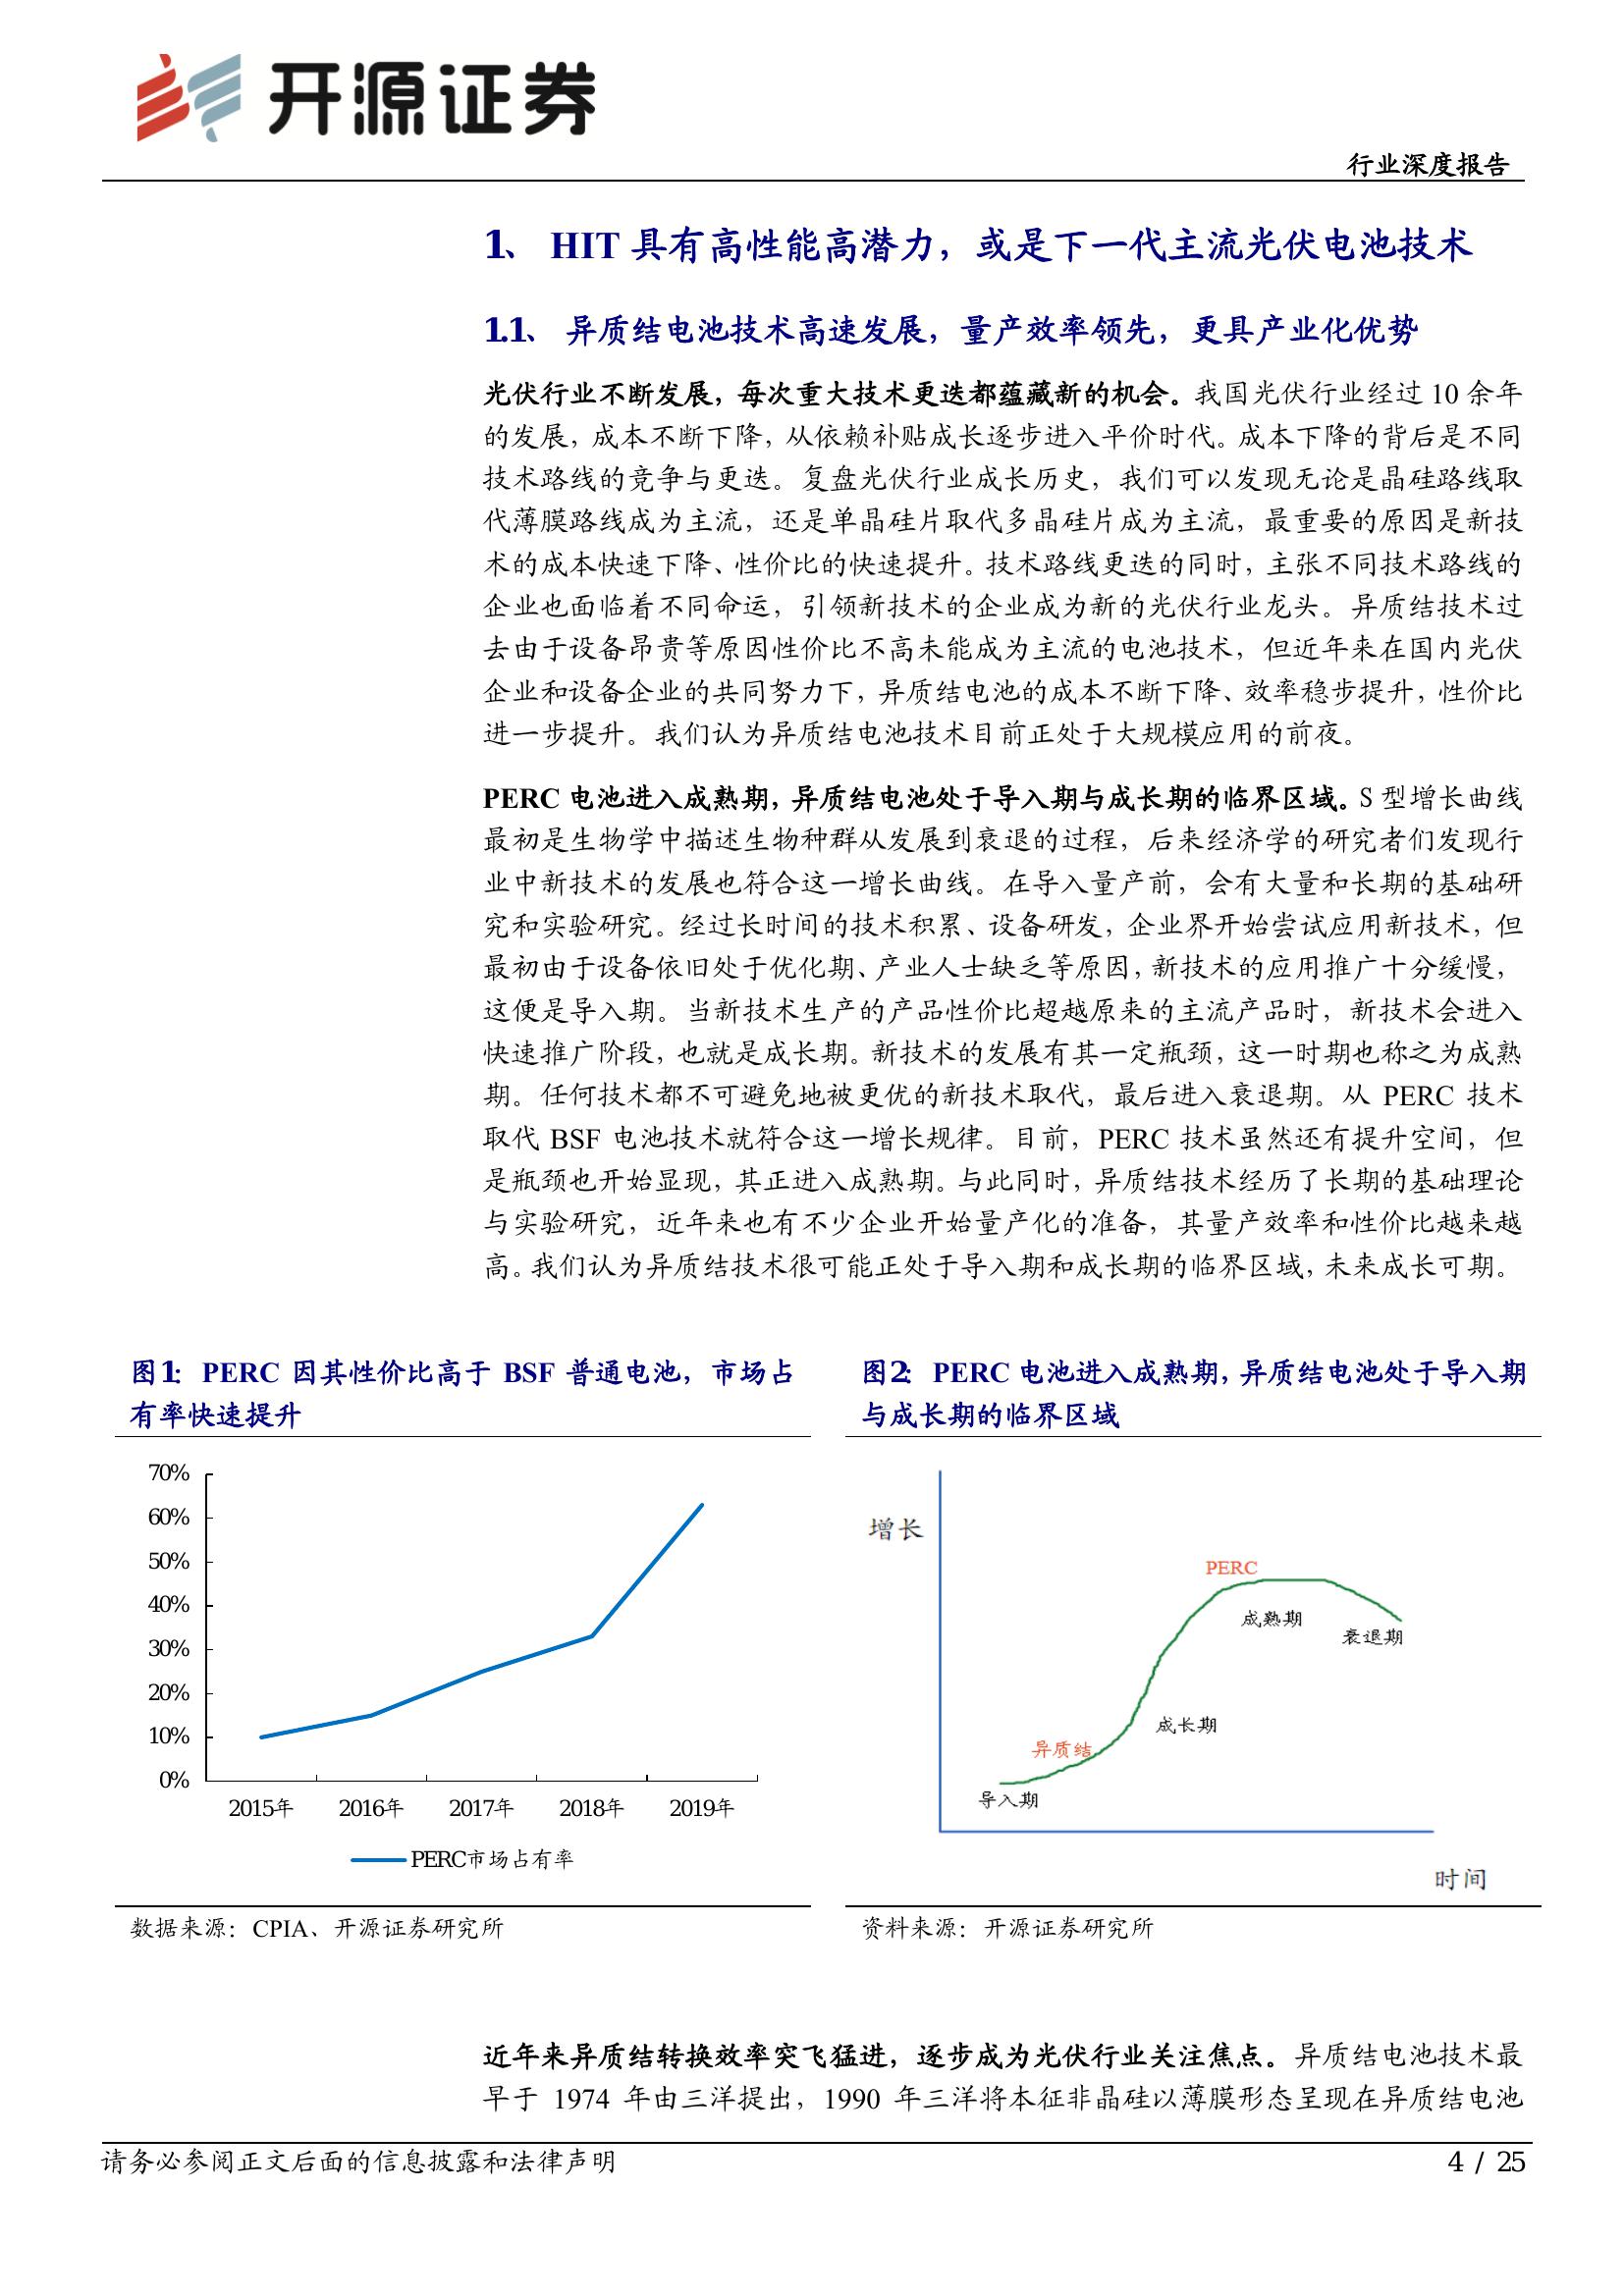 开源证券
行业深度报告
1、 HIT 具有高性能高潜力，或是下一代主流光伏电池技术
1.1、 异质结电池技术高速发展，量产效率领先，更具产业化优势
光伏行业不断发展，每次重大技术更迭都蕴藏新的机会。我国光伏行业经过 10 余年
的发展，成本不断下降，从依赖补贴成长逐步进入平价时代。成本下降的背后是不同
技术路线的竞争与更迭。复盘光伏行业成长历史，我们可以发现无论是晶硅路线取
代薄膜路线成为主流，还是单晶硅片取代多晶硅片成为主流，最重要的原因是新技
术的成本快速下降、性价比的快速提升。技术路线更迭的同时，主张不同技术路线的
企业也面临着不同命运，引领新技术的企业成为新的光伏行业龙头。异质结技术过
去由于设备昂贵等原因性价比不高未能成为主流的电池技术，但近年来在国内光伏
企业和设备企业的共同努力下，异质结电池的成本不断下降、效率稳步提升，性价比
进一步提升。我们认为异质结电池技术目前正处于大规模应用的前夜。
PERC 电池进入成熟期，异质结电池处于导入期与成长期的临界区域。S 型增长曲线
最初是生物学中描述生物种群从发展到衰退的过程，后来经济学的研究者们发现行
业中新技术的发展也符合这一增长曲线。在导入量产前，会有大量和长期的基础研
究和实验研究。经过长时间的技术积累、设备研发，企业界开始尝试应用新技术，但
最初由于设备依旧处于优化期、产业人士缺乏等原因，新技术的应用推广十分缓慢，
这便是导入期。当新技术生产的产品性价比超越原来的主流产品时，新技术会进入
快速推广阶段，也就是成长期。新技术的发展有其一定瓶颈，这一时期也称之为成熟
期。任何技术都不可避免地被更优的新技术取代，最后进入衰退期。从 PERC 技术
取代 BSF 电池技术就符合这一增长规律。目前，PERC 技术虽然还有提升空间，但
是瓶颈也开始显现，其正进入成熟期。与此同时，异质结技术经历了长期的基础理论
与实验研究，近年来也有不少企业开始量产化的准备，其量产效率和性价比越来越
高。我们认为异质结技术很可能正处于导入期和成长期的临界区域，未来成长可期。
图1：PERC 因其性价比高于 BSF 普通电池，市场占
有率快速提升
70%
60%
50%
40%
30%
20%
10%
0%
2015年 2016年 2017年 2018年 2019年
PERC市场占有率
数据来源：CPIA、开源证券研究所
图2：PERC 电池进入成熟期，异质结电池处于导入期
与成长期的临界区域
增长
PERC
成熟期
衰退期
成长期
异质结
导入期
时间
资料来源：开源证券研究所
近年来异质结转换效率突飞猛进，逐步成为光伏行业关注焦点。异质结电池技术最
早于 1974 年由三洋提出，1990 年三洋将本征非晶硅以薄膜形态呈现在异质结电池
请务必参阅正文后面的信息披露和法律声明
4 / 25